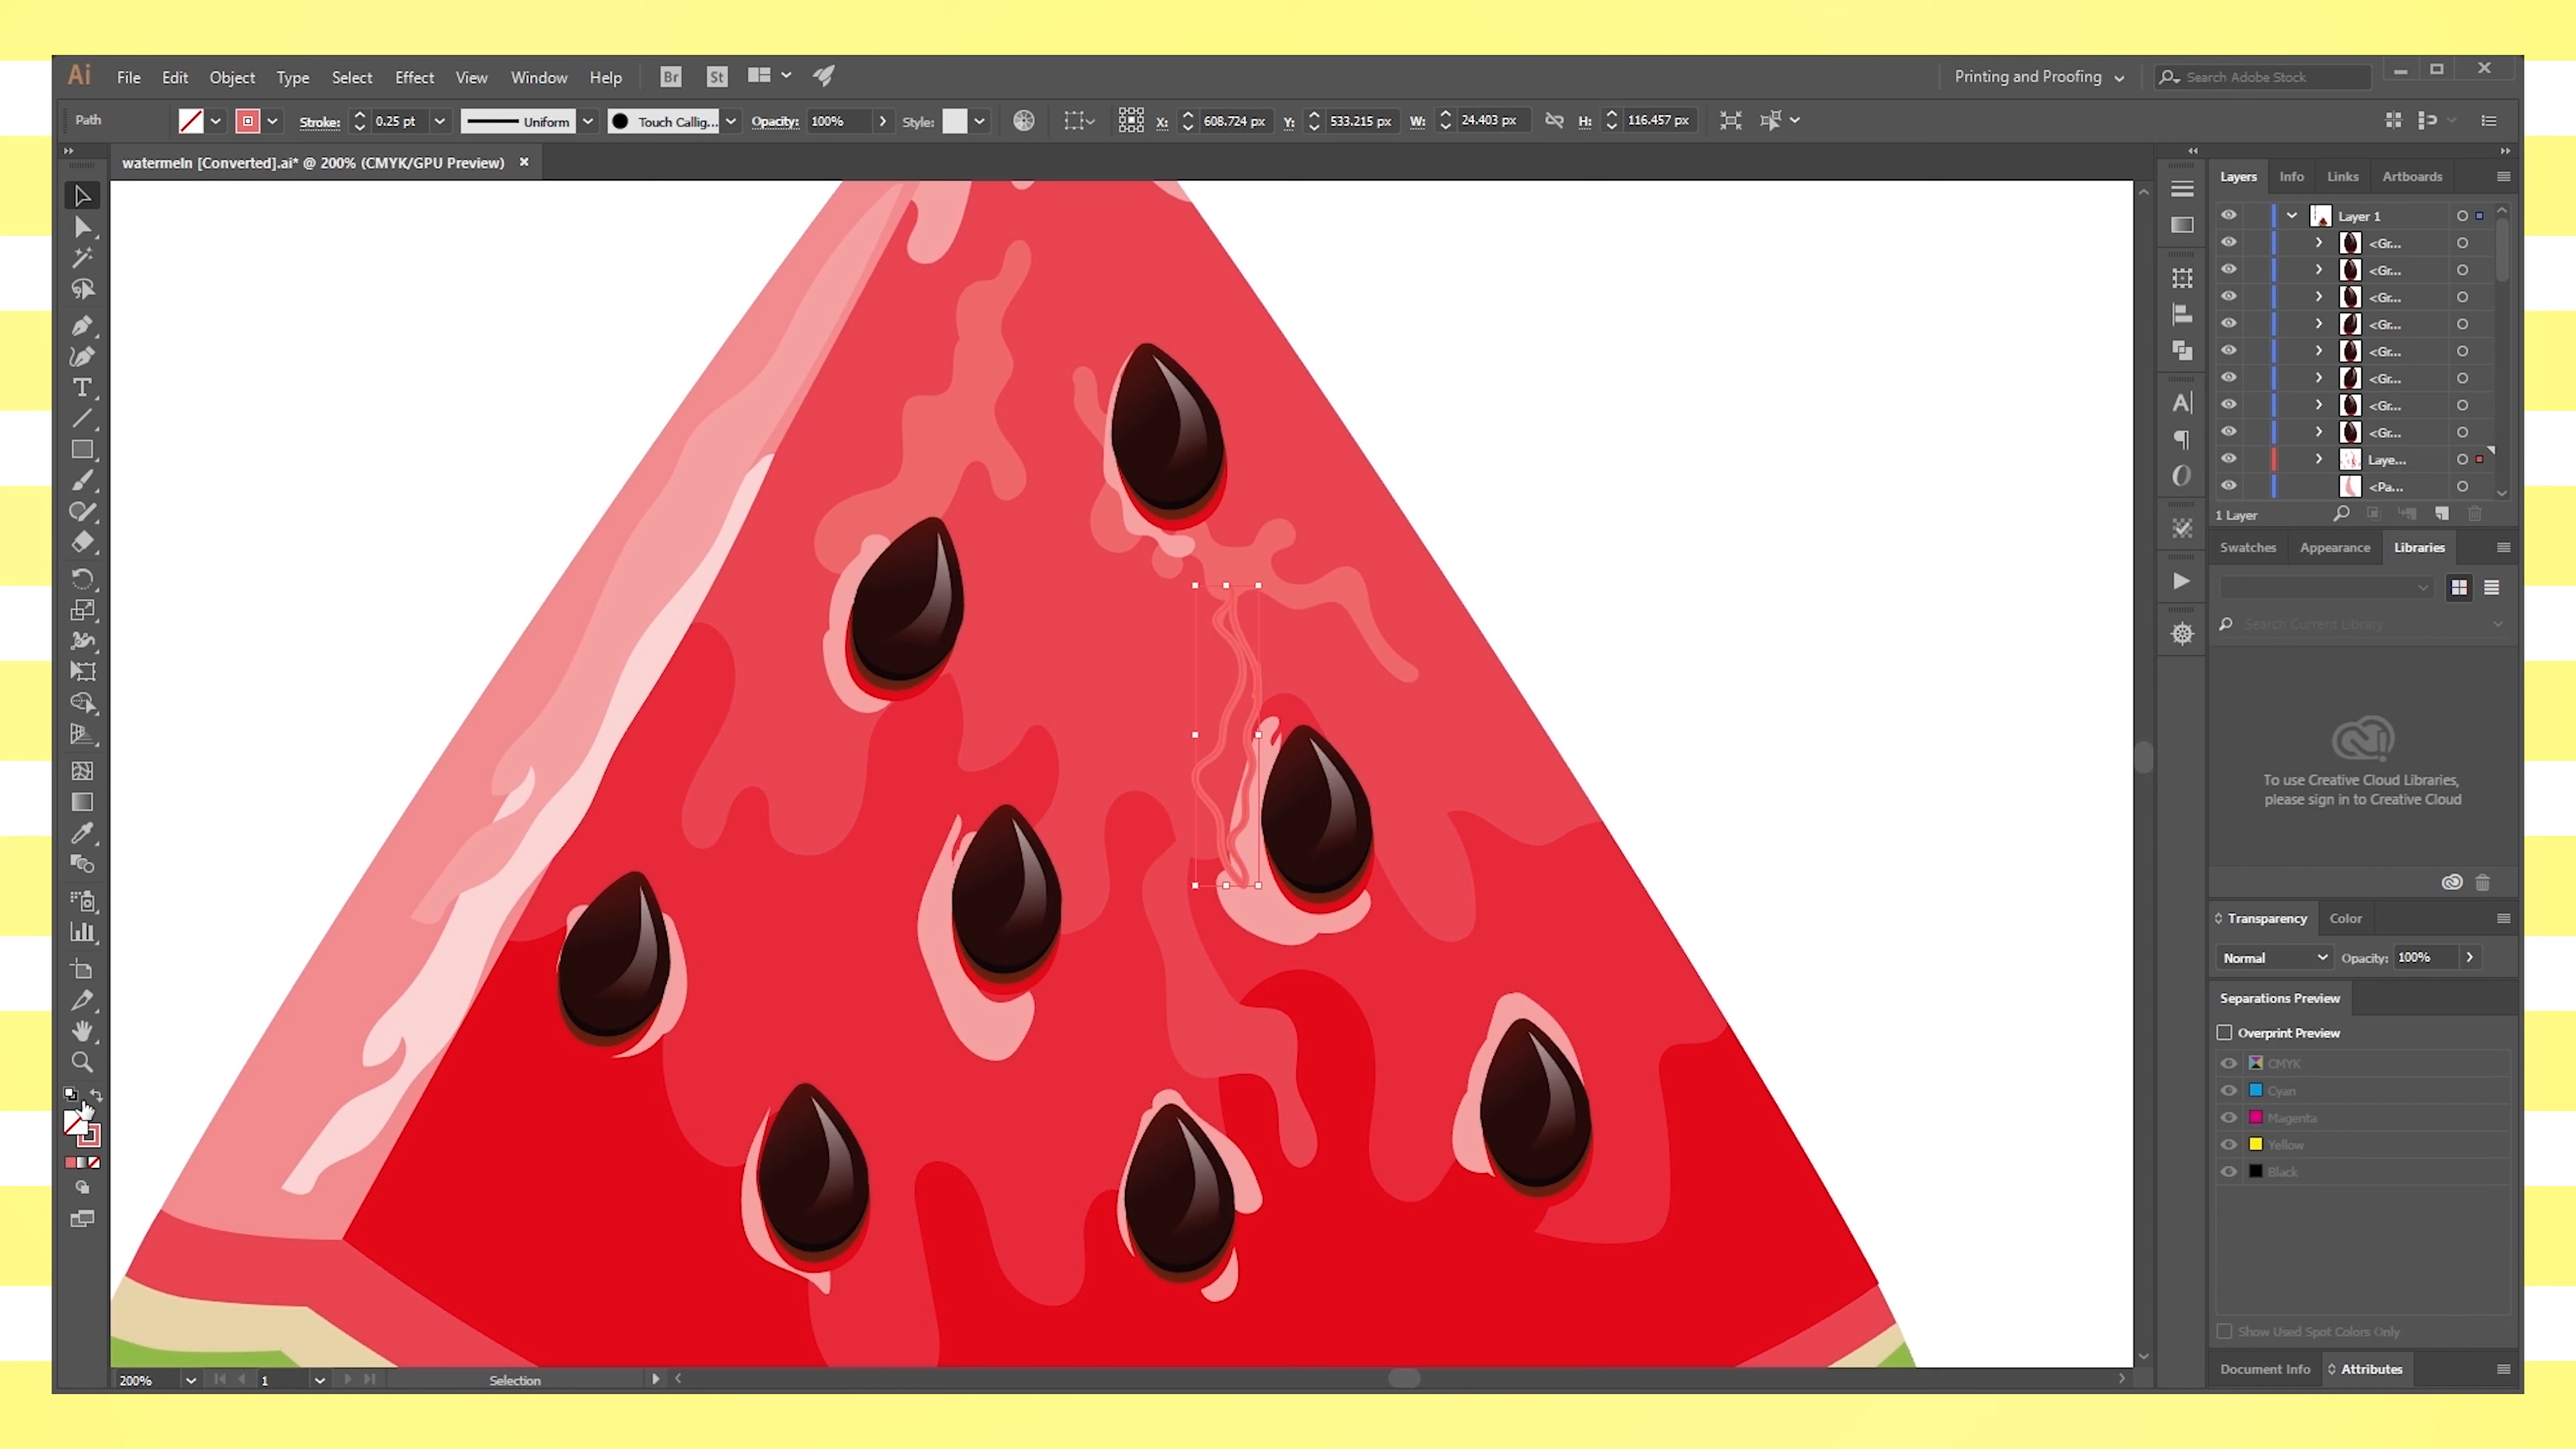 Ai File Edit Object Type Select Effect View Window Help Br St Printing and Proofing Search Adobe Stock
Path Stroke: 0.25 pt Uniform Touch Callig... Opacity: 100% Style: X: 608.724 px Y: 533.215 px W: 24.403 px H: 116.457 px
watermeln [Converted].ai* @ 200% (CMYK/GPU Preview)
Layers Info Links Artboards
Layer 1
<Gr...
<Gr...
<Gr...
<Gr...
<Gr...
<Gr...
<Gr...
<Gr...
Laye...
<Pa...
1 Layer
Swatches Appearance Libraries
Search Current Library
To use Creative Cloud Libraries,
please sign in to Creative Cloud
Transparency Color
Normal Opacity: 100%
Separations Preview
Overprint Preview
CMYK
Cyan
Magenta
Yellow
Black
Show Used Spot Colors Only
Document Info Attributes
200% 1 Selection